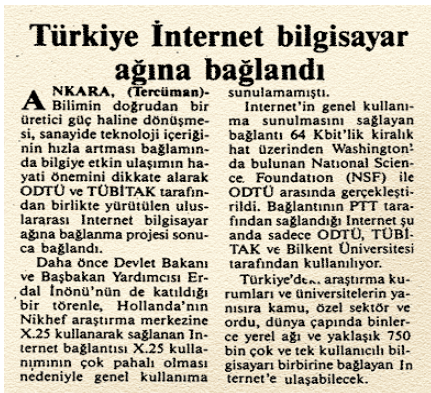 Türkiye İnternet bilgisayar
ağına bağlandı
ANKARA, (Tercüman)-
Bilimin doğrudan bir
üretici güç haline dönüşme-
si, sanayide teknoloji içeriği-
nin hızla artması bağlamın-
da bilgiye etkin ulaşımın ha-
yati önemini dikkate alarak
ODTÜ ve TÜBİTAK tarafın-
dan birlikte yürütülen ulus-
lararası Internet bilgisayar
ağına bağlanma projesi sonu-
ca bağlandı.
Daha önce Devlet Bakanı
ve Başbakan Yardımcısı Er-
dal İnönü'nün de katıldığı
bir törenle, Hollanda'nın
Nikhef araştırma merkezine
X.25 kullanarak sağlanan In-
ternet bağlantısı X.25 kulla-
nımının çok pahalı olması
nedeniyle genel kullanıma
sunulamamıştı.
Internet'in genel kullanı-
ma sunulmasını sağlayan
bağlantı 64 Kbit'lik kiralık
hat üzerinden Washington'
da bulunan National Scien-
ce Foundation (NSF) ile
ODTÜ arasında gerçekleşti-
rildi. Bağlantının PTT tara-
fından sağlandığı Internet şu
anda sadece ODTÜ, TÜBİ-
TAK ve Bilkent Üniversitesi
tarafından kullanılıyor.
Türkiye'deki araştırma ku-
rumları ve üniversitelerin ya-
nısıra kamu, özel sektör ve
ordu, dünya çapında binler-
ce yerel ağı ve yaklaşık 750
bin çok ve tek kullanıcılı bil-
gisayarı birbirine bağlayan In
ternet'e ulaşabilecek.